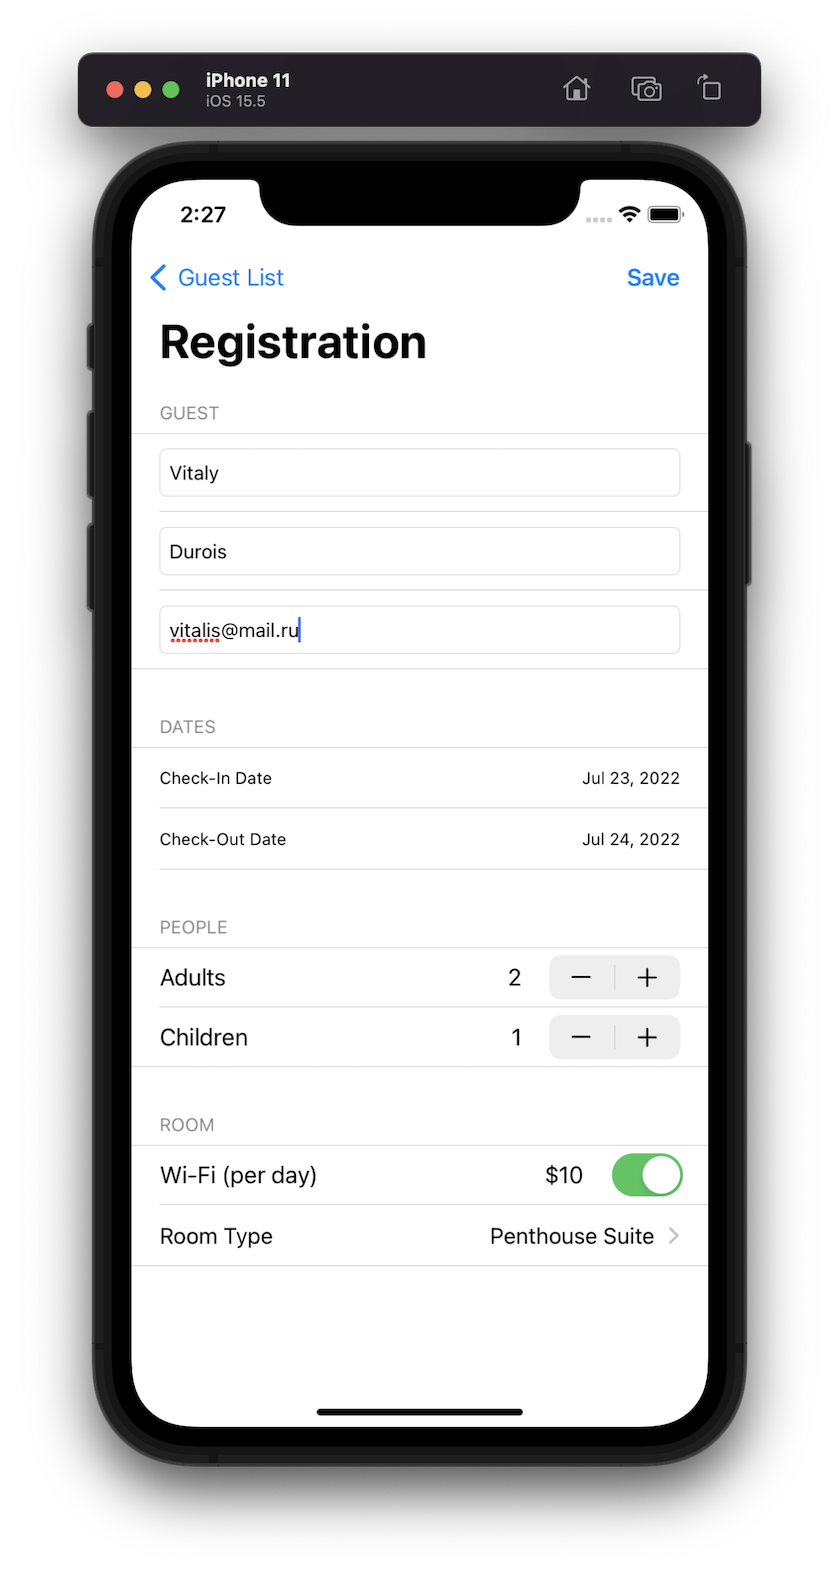 iPhone 11
iOS 15.5
2:27
Guest List Save
Registration
GUEST
Vitaly
Durois
vitalis@mail.ru
DATES
Check-In Date Jul 23, 2022
Check-Out Date Jul 24, 2022
PEOPLE
Adults 2 — +
Children 1 — +
ROOM
Wi-Fi (per day) $10
Room Type Penthouse Suite